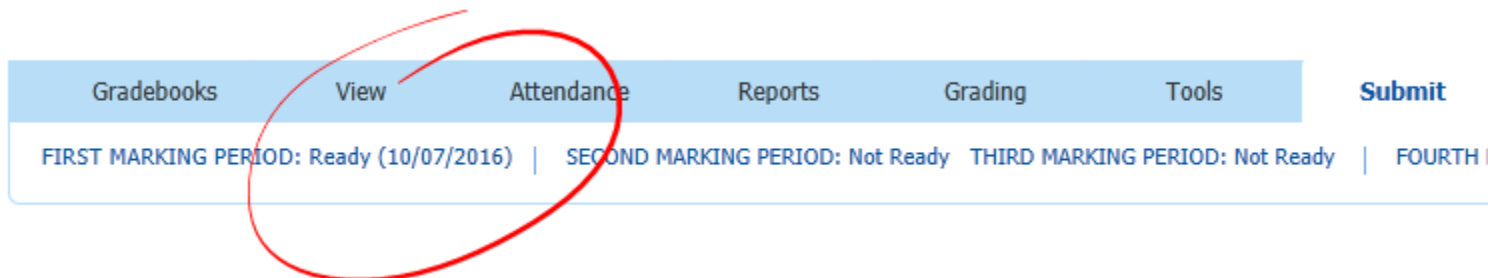 Gradebooks View Attendance Reports Grading Tools Submit
FIRST MARKING PERIOD: Ready (10/07/2016) | SECOND MARKING PERIOD: Not Ready THIRD MARKING PERIOD: Not Ready | FOURTH